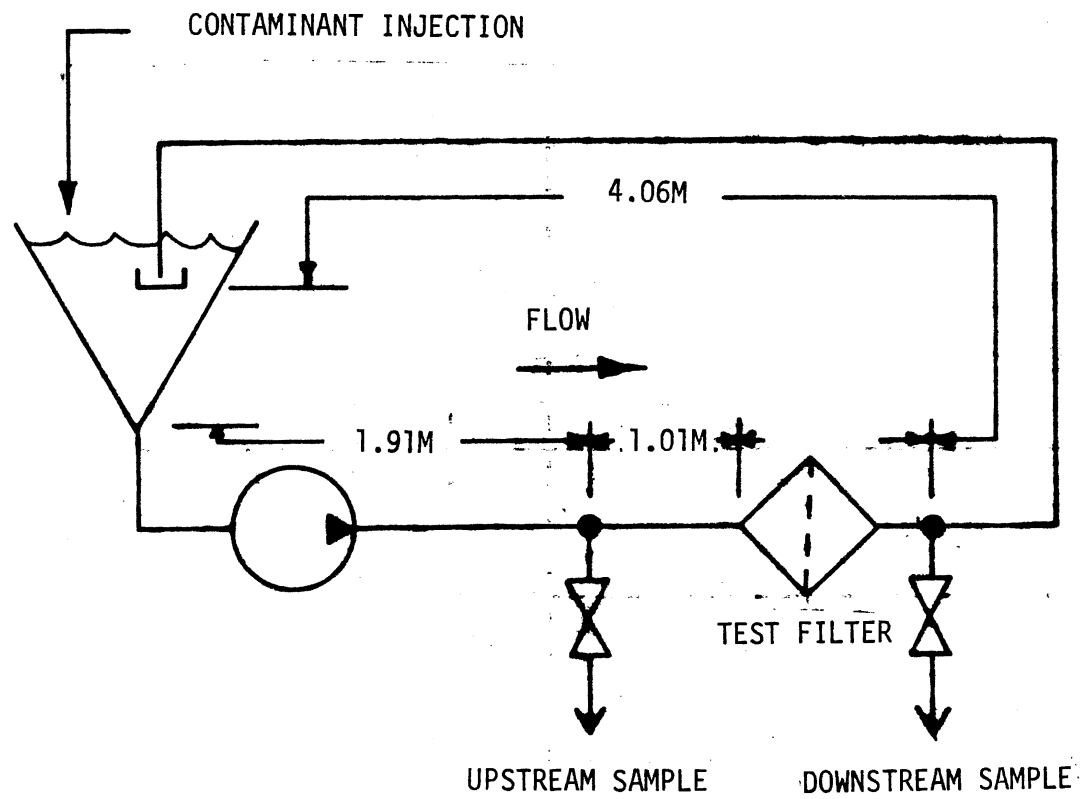 CONTAMINANT INJECTION
4.06M
FLOW
1.91M
1.01M
TEST FILTER
UPSTREAM SAMPLE
DOWNSTREAM SAMPLE